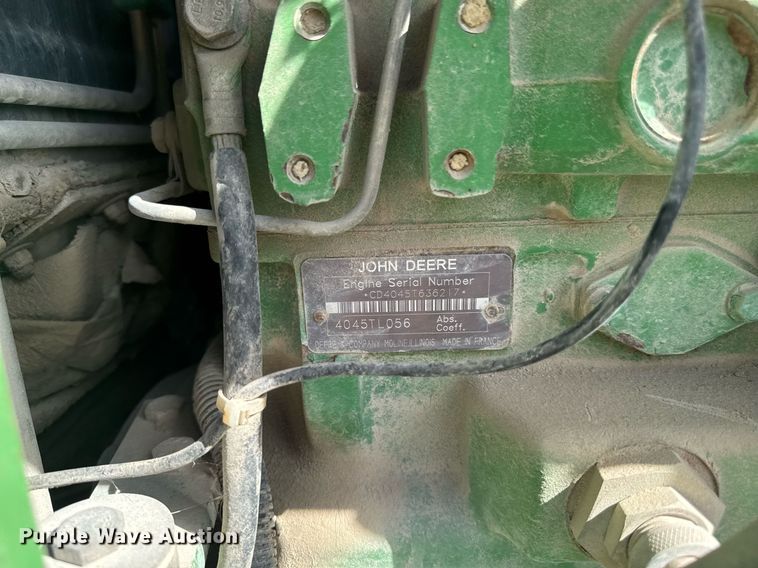 JOHN DEERE
Engine Serial Number
*CD4045T636217*
4045TL056 Abs. Coeff.
DEERE & COMPANY MOLINE ILLINOIS MADE IN FRANCE
Purple Wave Auction